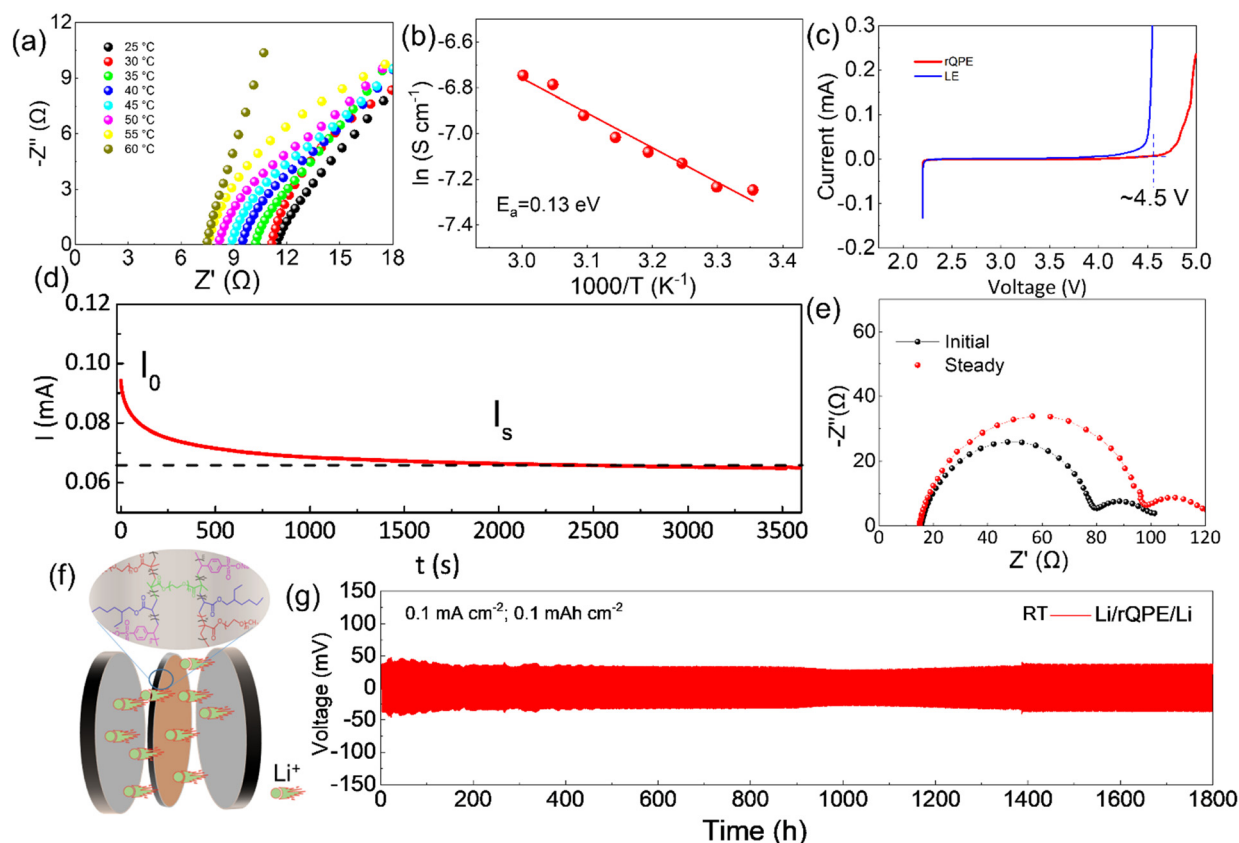 (a)
12
9
6
3
0
-Z" (Ω)
25 °C
30 °C
35 °C
40 °C
45 °C
50 °C
55 °C
60 °C
0 3 6 9 12 15 18
Z' (Ω)
(b)
-6.6
-6.8
-7.0
-7.2
-7.4
ln (S cm⁻¹)
Eₐ=0.13 eV
3.0 3.1 3.2 3.3 3.4
1000/T (K⁻¹)
(c)
0.3
0.2
0.1
0.0
-0.1
-0.2
Current (mA)
rQPE
LE
~4.5 V
2.0 2.5 3.0 3.5 4.0 4.5 5.0
Voltage (V)
(d)
0.12
0.10
0.08
0.06
I (mA)
I₀
Iₛ
0 500 1000 1500 2000 2500 3000 3500
t (s)
(e)
60
40
20
0
-Z"(Ω)
Initial
Steady
0 20 40 60 80 100 120
Z' (Ω)
(f)
Li⁺
(g)
150
100
50
0
-50
-100
-150
Voltage (mV)
0.1 mA cm⁻²; 0.1 mAh cm⁻²
RT Li/rQPE/Li
0 200 400 600 800 1000 1200 1400 1600 1800
Time (h)